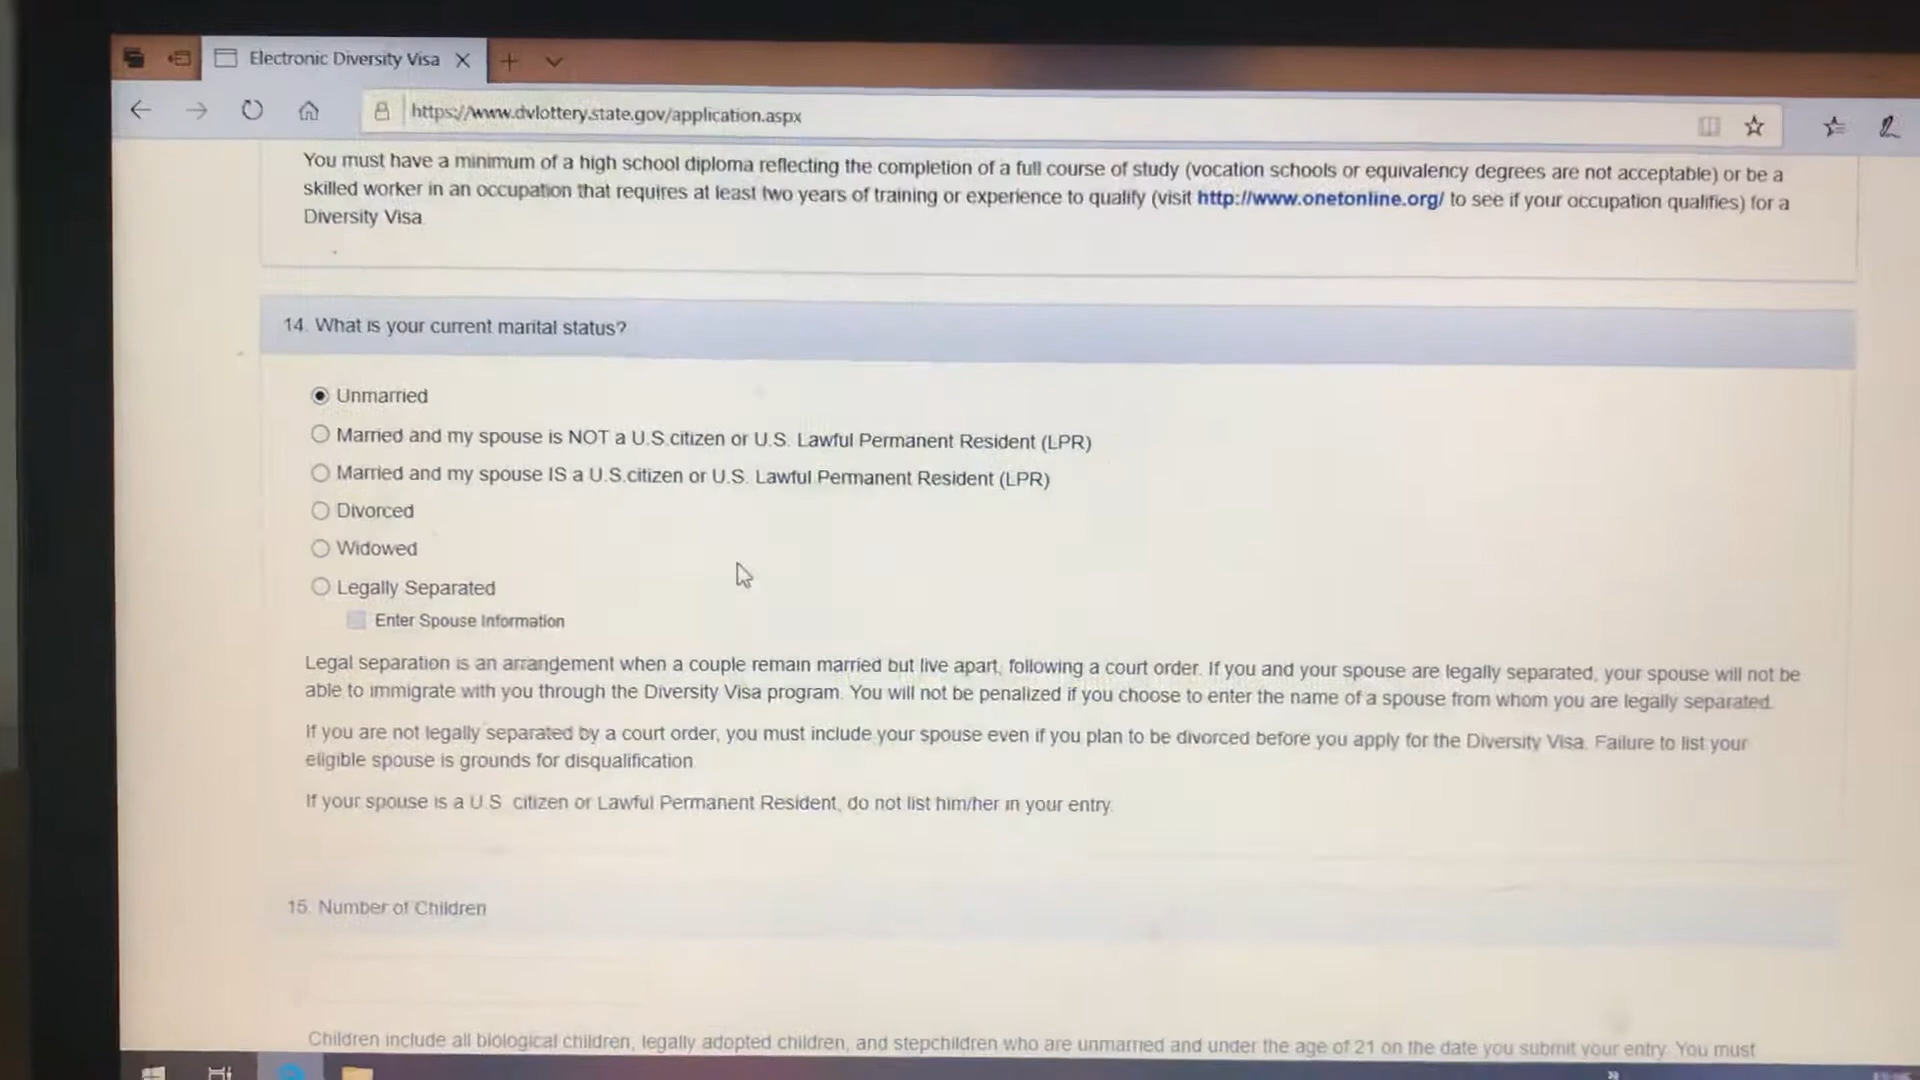 Electronic Diversity Visa
https://www.dvlottery.state.gov/application.aspx
You must have a minimum of a high school diploma reflecting the completion of a full course of study (vocation schools or equivalency degrees are not acceptable) or be a
skilled worker in an occupation that requires at least two years of training or experience to qualify (visit http://www.onetonline.org/ to see if your occupation qualifies) for a
Diversity Visa
14. What is your current marital status?
Unmarried
Married and my spouse is NOT a U.S.citizen or U.S. Lawful Permanent Resident (LPR)
Married and my spouse IS a U.S.citizen or U.S. Lawful Permanent Resident (LPR)
Divorced
Widowed
Legally Separated
Enter Spouse Information
Legal separation is an arrangement when a couple remain married but live apart, following a court order. If you and your spouse are legally separated, your spouse will not be
able to immigrate with you through the Diversity Visa program. You will not be penalized if you choose to enter the name of a spouse from whom you are legally separated.
If you are not legally separated by a court order, you must include your spouse even if you plan to be divorced before you apply for the Diversity Visa. Failure to list your
eligible spouse is grounds for disqualification
If your spouse is a U.S. citizen or Lawful Permanent Resident, do not list him/her in your entry.
15. Number of Children
Children include all biological children, legally adopted children, and stepchildren who are unmarried and under the age of 21 on the date you submit your entry. You must